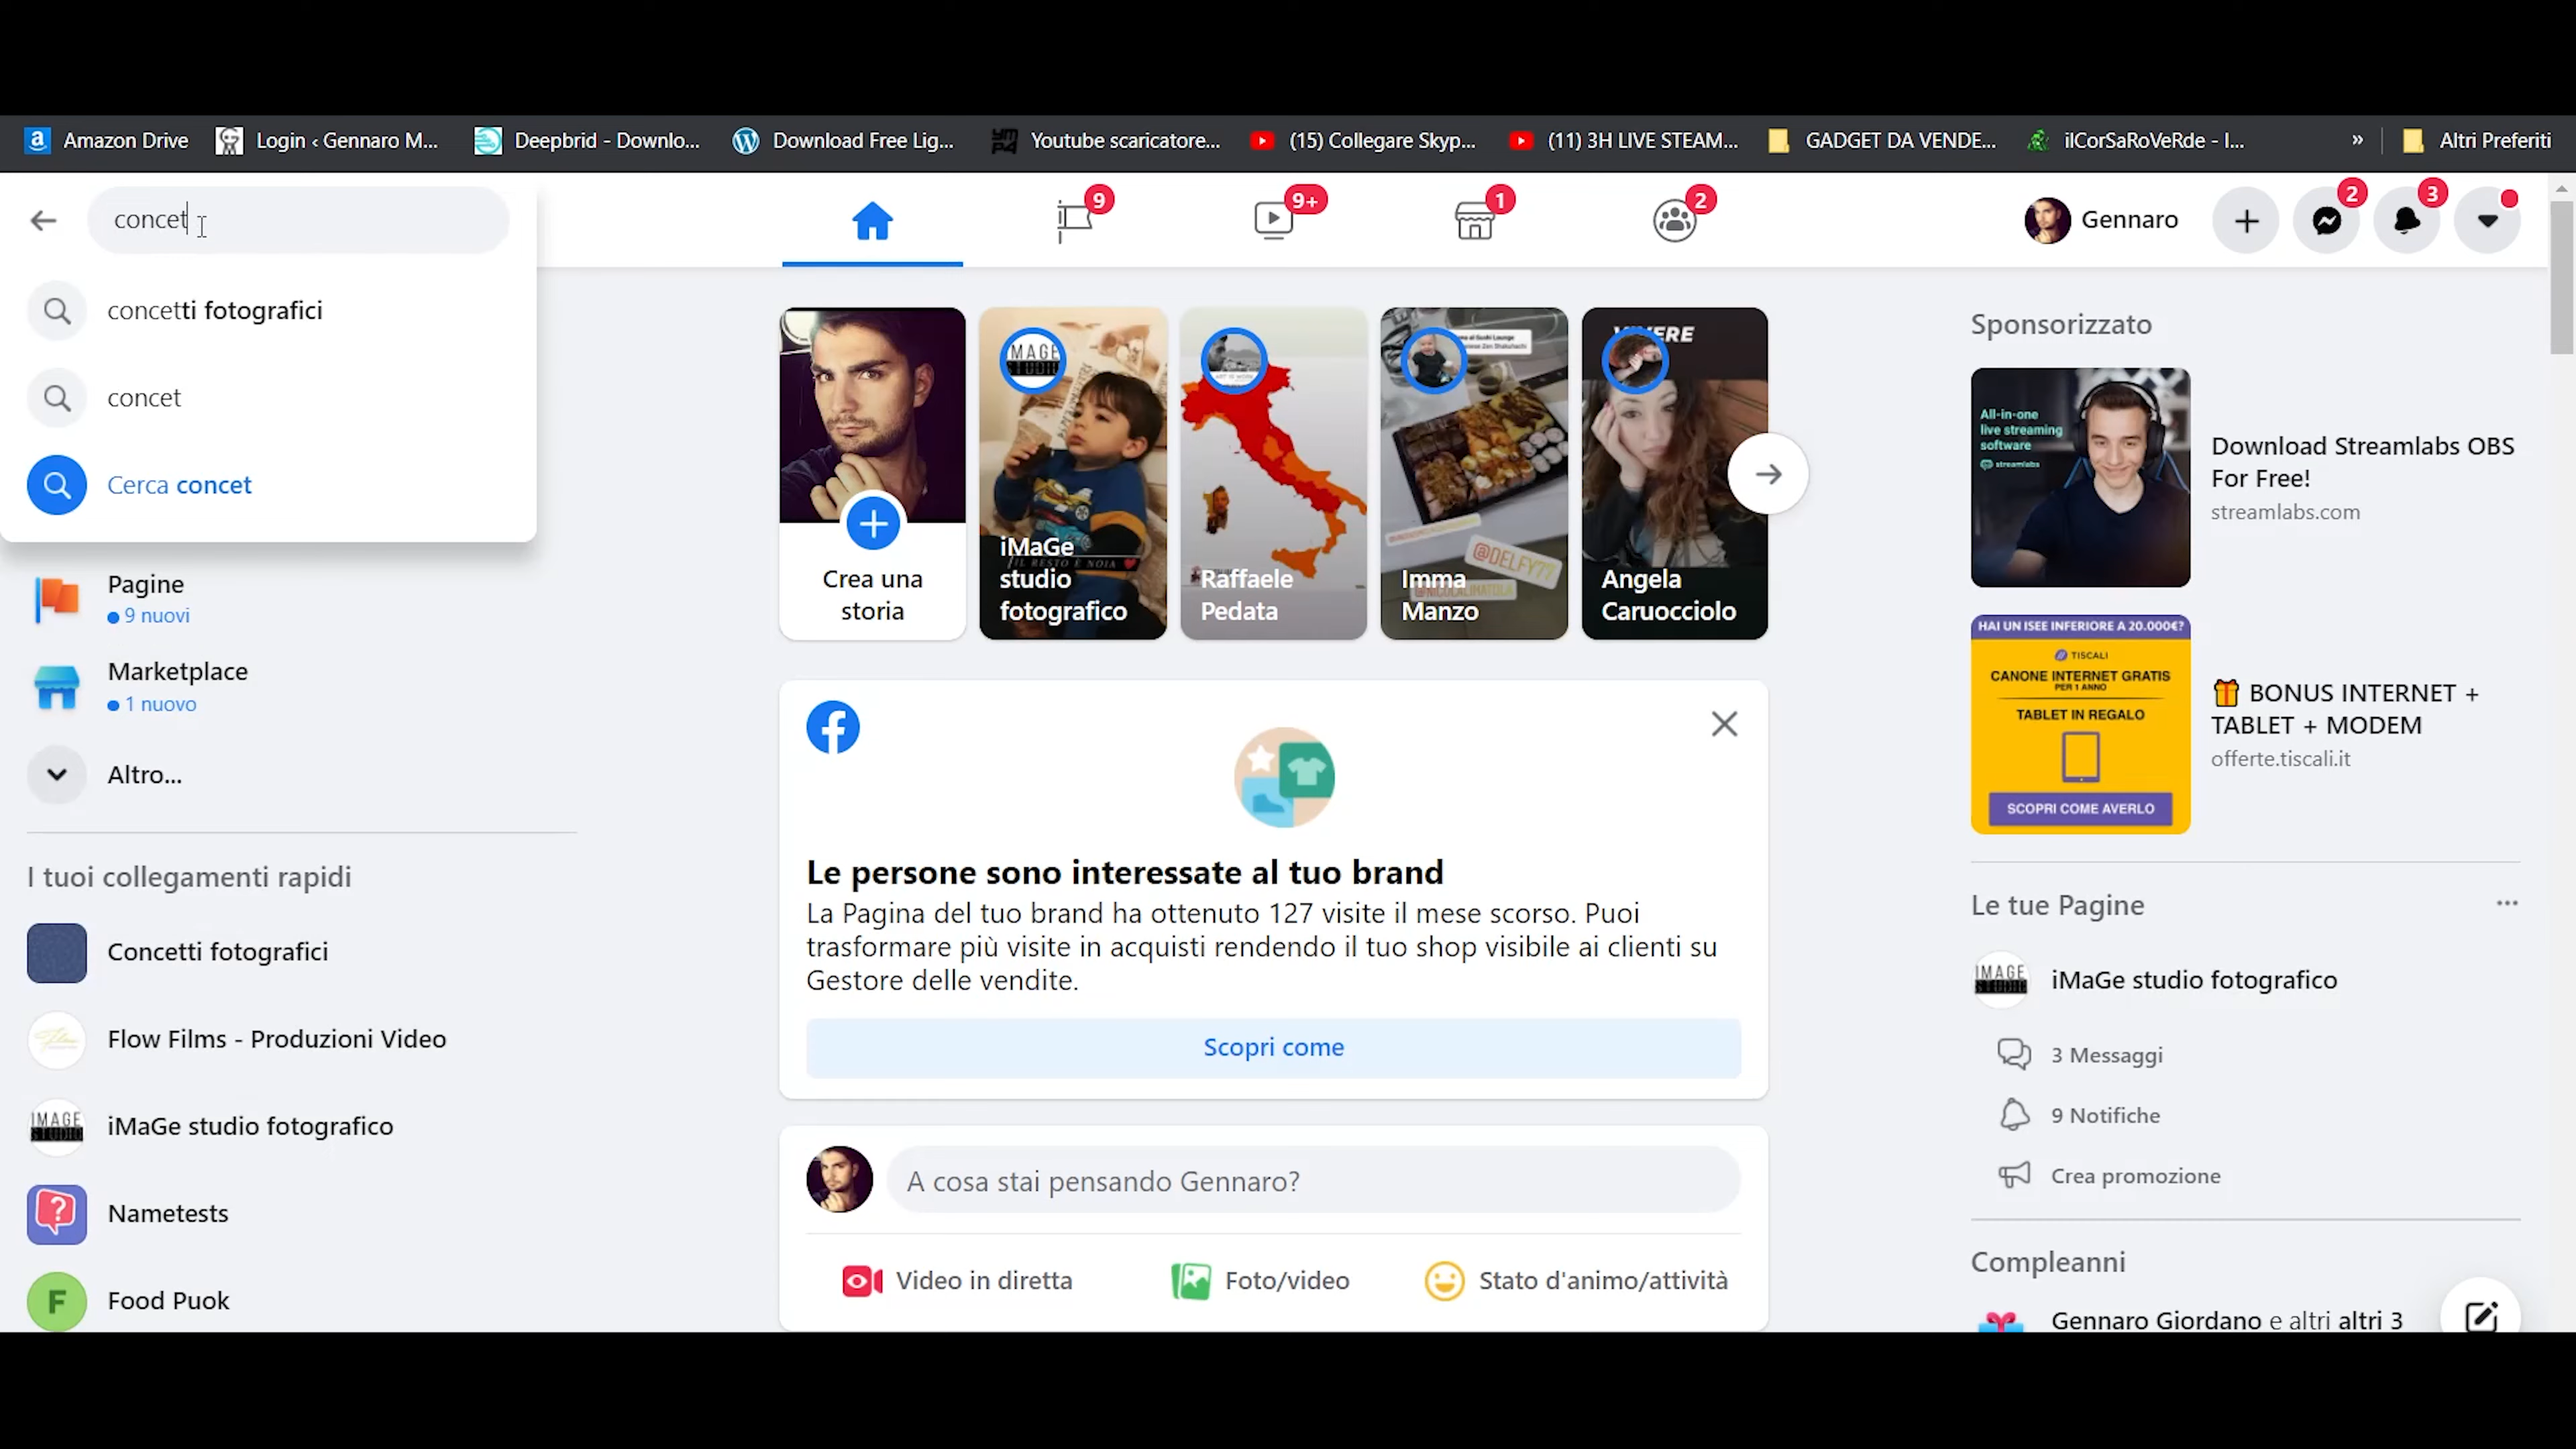 Amazon Drive
Login ‹ Gennaro M...
Deepbrid - Downlo...
Download Free Lig...
Youtube scaricatore...
(15) Collegare Skyp...
(11) 3H LIVE STEAM...
GADGET DA VENDE...
ilCorSaRoVeRde - I...
»
Altri Preferiti
concet
9
9+
1
2
Gennaro
2
3
concetti fotografici
concet
Cerca concet
Pagine
9 nuovi
Marketplace
1 nuovo
Altro...
I tuoi collegamenti rapidi
Concetti fotografici
Flow Films - Produzioni Video
IMAGE
STUDIO
iMaGe studio fotografico
Nametests
F
Food Puok
Crea una
storia
IL RESTO È NOIA
iMaGe
studio
fotografico
Raffaele
Pedata
@DELFY77
Imma
Manzo
Angela
Caruocciolo
Le persone sono interessate al tuo brand
La Pagina del tuo brand ha ottenuto 127 visite il mese scorso. Puoi
trasformare più visite in acquisti rendendo il tuo shop visibile ai clienti su
Gestore delle vendite.
Scopri come
A cosa stai pensando Gennaro?
Video in diretta
Foto/video
Stato d'animo/attività
Sponsorizzato
All-in-one
live streaming
software
streamlabs
Download Streamlabs OBS
For Free!
streamlabs.com
HAI UN ISEE INFERIORE A 20.000€?
TISCALI
CANONE INTERNET GRATIS
PER 1 ANNO
TABLET IN REGALO
SCOPRI COME AVERLO
BONUS INTERNET +
TABLET + MODEM
offerte.tiscali.it
Le tue Pagine
IMAGE
STUDIO
iMaGe studio fotografico
3 Messaggi
9 Notifiche
Crea promozione
Compleanni
Gennaro Giordano e altri altri 3